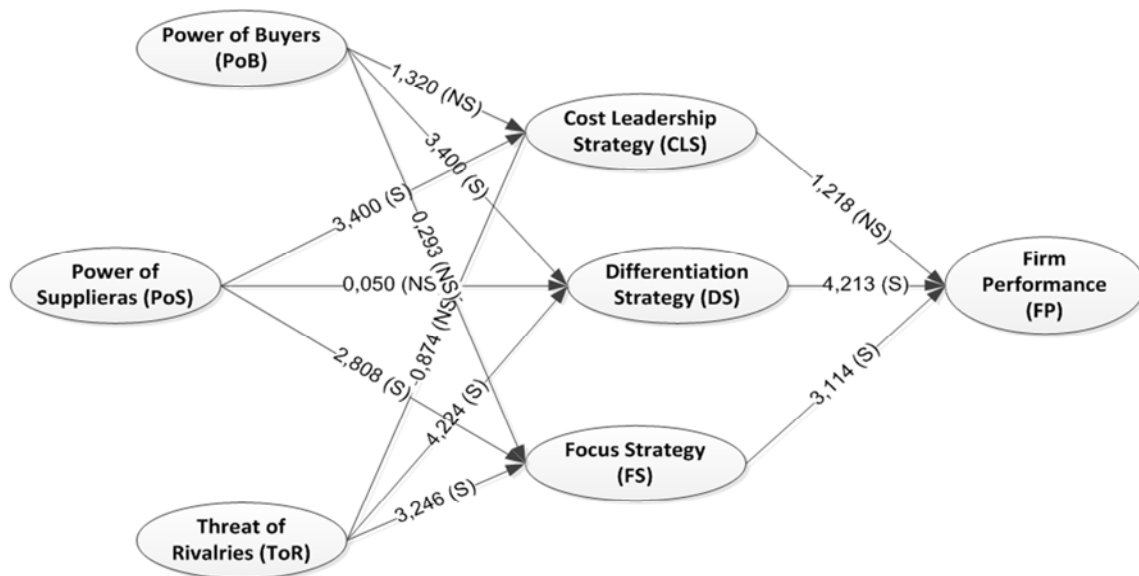 Power of Buyers
(PoB)
1,320 (NS)
Cost Leadership
Strategy (CLS)
3,400 (S)
3,400 (S)
1,218 (NS)
0,293 (NS)
Power of
Supplieras (PoS)
0,050 (NS)
Differentiation
Strategy (DS)
4,213 (S)
Firm
Performance
(FP)
-0,874 (NS)
2,808 (S)
4,224 (S)
3,114 (S)
Focus Strategy
(FS)
3,246 (S)
Threat of
Rivalries (ToR)